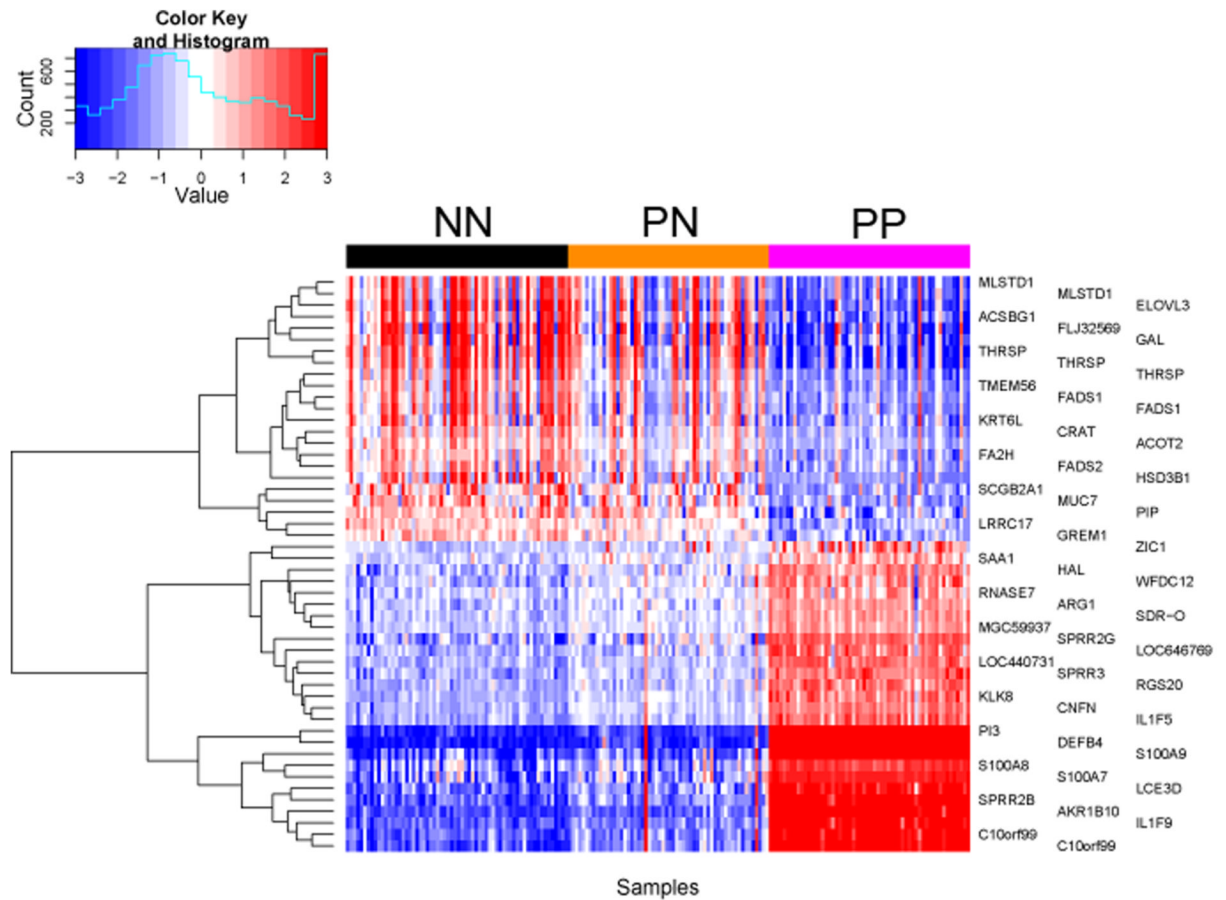 Color Key
and Histogram
Count
200
600
−3 −2 −1 0 1 2 3
Value
NN PN PP
MLSTD1
MLSTD1
ELOVL3
ACSBG1
FLJ32569
GAL
THRSP
THRSP
THRSP
TMEM56
FADS1
FADS1
KRT6L
CRAT
ACOT2
FA2H
FADS2
HSD3B1
SCGB2A1
MUC7
PIP
LRRC17
GREM1
ZIC1
SAA1
HAL
WFDC12
RNASE7
ARG1
SDR−O
MGC59937
SPRR2G
LOC646769
LOC440731
SPRR3
RGS20
KLK8
CNFN
IL1F5
PI3
DEFB4
S100A9
S100A8
S100A7
LCE3D
SPRR2B
AKR1B10
IL1F9
C10orf99
C10orf99
Samples